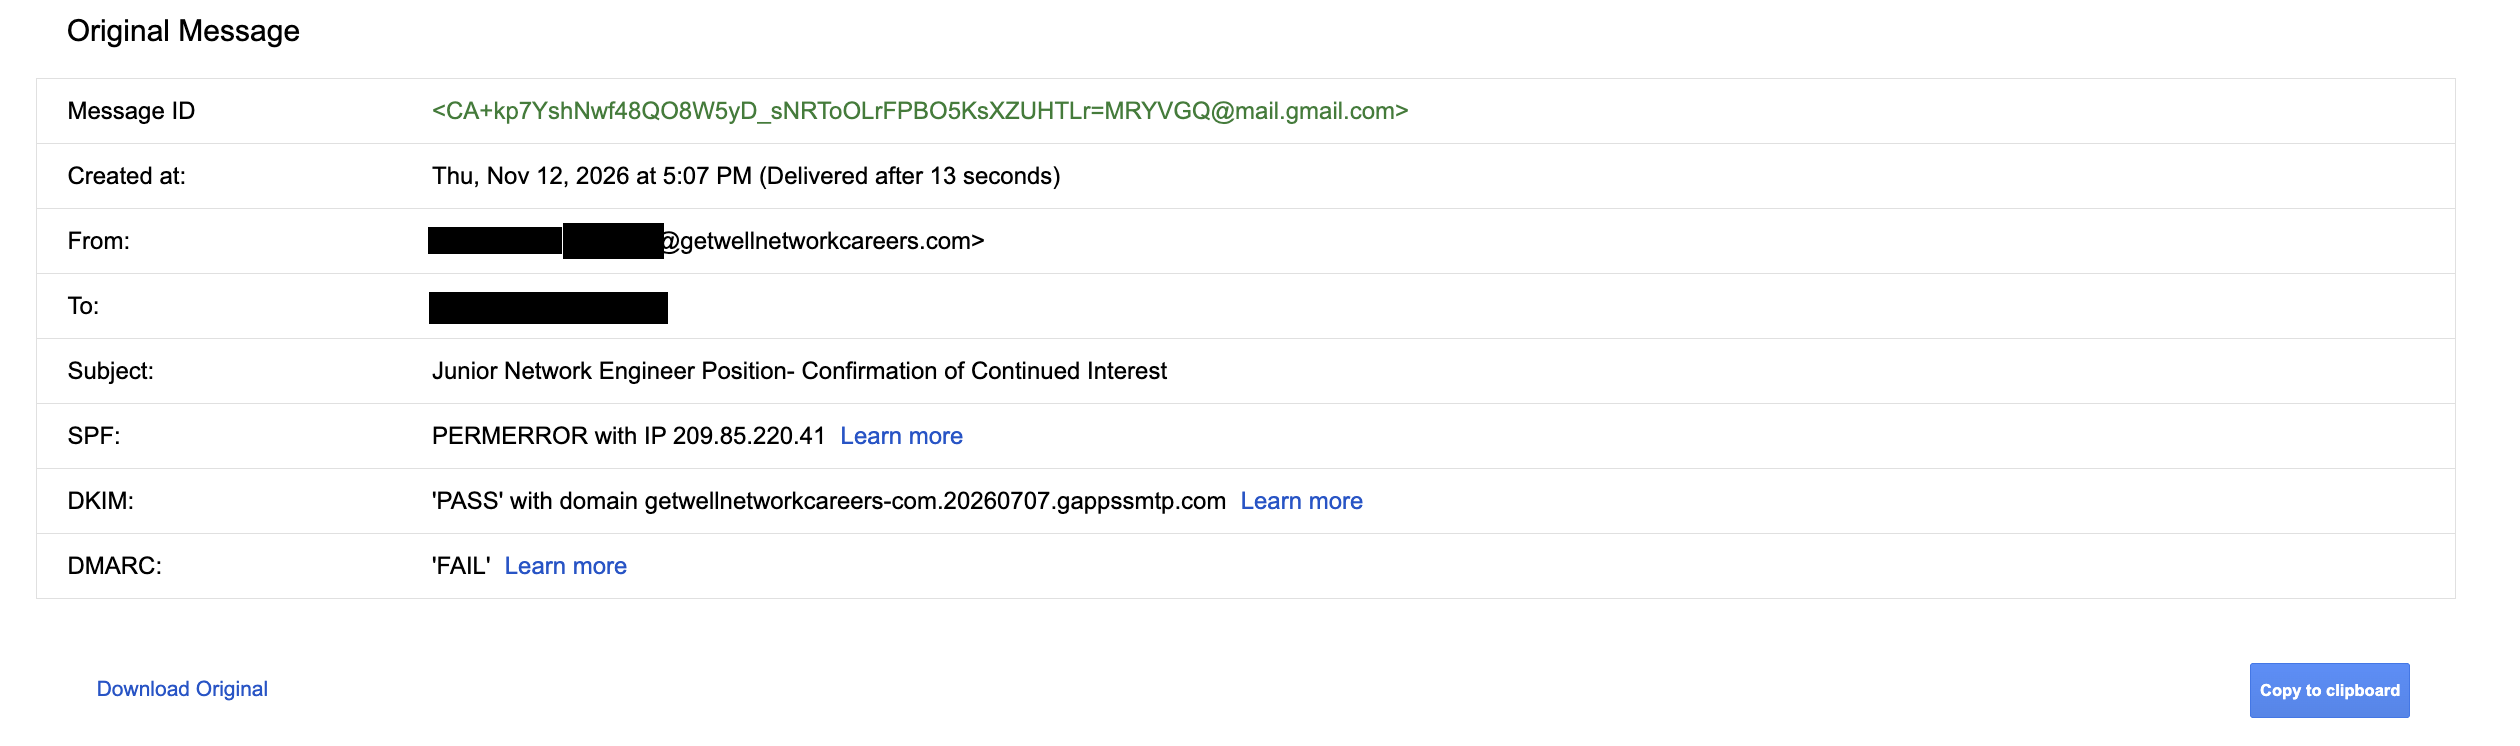 Original Message
Message ID <CA+kp7YshNwf48QO8W5yD_sNRToOLrFPBO5KsXZUHTLr=MRYVGQ@mail.gmail.com>
Created at: Thu, Nov 12, 2026 at 5:07 PM (Delivered after 13 seconds)
From: @getwellnetworkcareers.com>
To:
Subject: Junior Network Engineer Position- Confirmation of Continued Interest
SPF: PERMERROR with IP 209.85.220.41 Learn more
DKIM: 'PASS' with domain getwellnetworkcareers-com.20260707.gappssmtp.com Learn more
DMARC: 'FAIL' Learn more
Download Original
Copy to clipboard